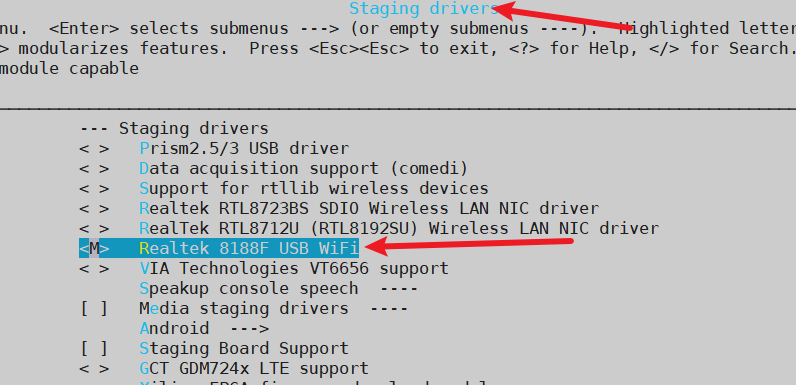 Staging drivers
nu.  <Enter> selects submenus ---> (or empty submenus ----).  Highlighted letter
> modularizes features.  Press <Esc><Esc> to exit, <?> for Help, </> for Search.
module capable
--- Staging drivers
< >   Prism2.5/3 USB driver
< >   Data acquisition support (comedi)
< >   Support for rtllib wireless devices
< >   Realtek RTL8723BS SDIO Wireless LAN NIC driver
< >   RealTek RTL8712U (RTL8192SU) Wireless LAN NIC driver
<M>   Realtek 8188F USB WiFi
< >   VIA Technologies VT6656 support
Speakup console speech  ----
[ ]   Media staging drivers  ----
Android  --->
[ ]   Staging Board Support
< >   GCT GDM724x LTE support